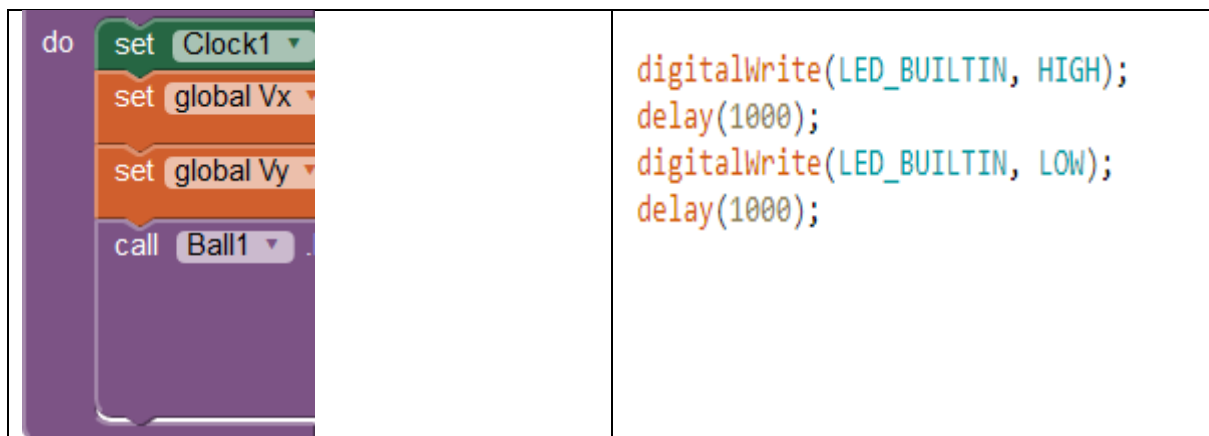 do
set Clock1
set global Vx
set global Vy
call Ball1 .
digitalWrite(LED_BUILTIN, HIGH);
delay(1000);
digitalWrite(LED_BUILTIN, LOW);
delay(1000);